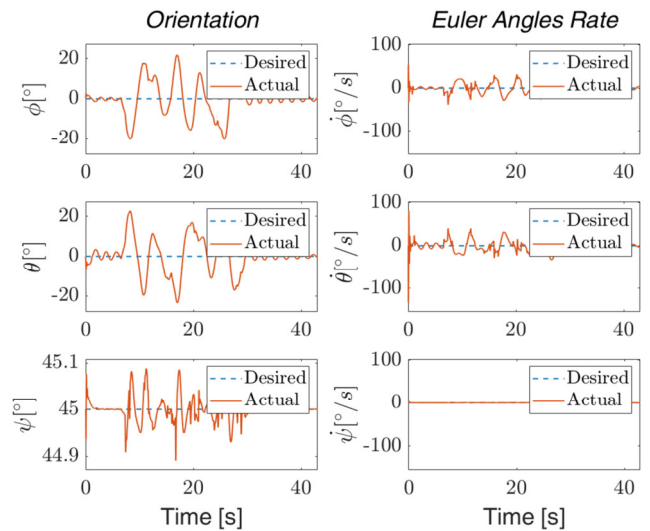 Orientation
Euler Angles Rate
ϕ[°]
20
0
-20
Desired
Actual
0
20
40
ϕ̇[°/s]
100
0
-100
Desired
Actual
0
20
40
θ[°]
20
0
-20
Desired
Actual
0
20
40
θ̇[°/s]
100
0
-100
Desired
Actual
0
20
40
ψ[°]
45.1
45
44.9
Desired
Actual
0
20
40
Time [s]
ψ̇[°/s]
100
0
-100
Desired
Actual
0
20
40
Time [s]